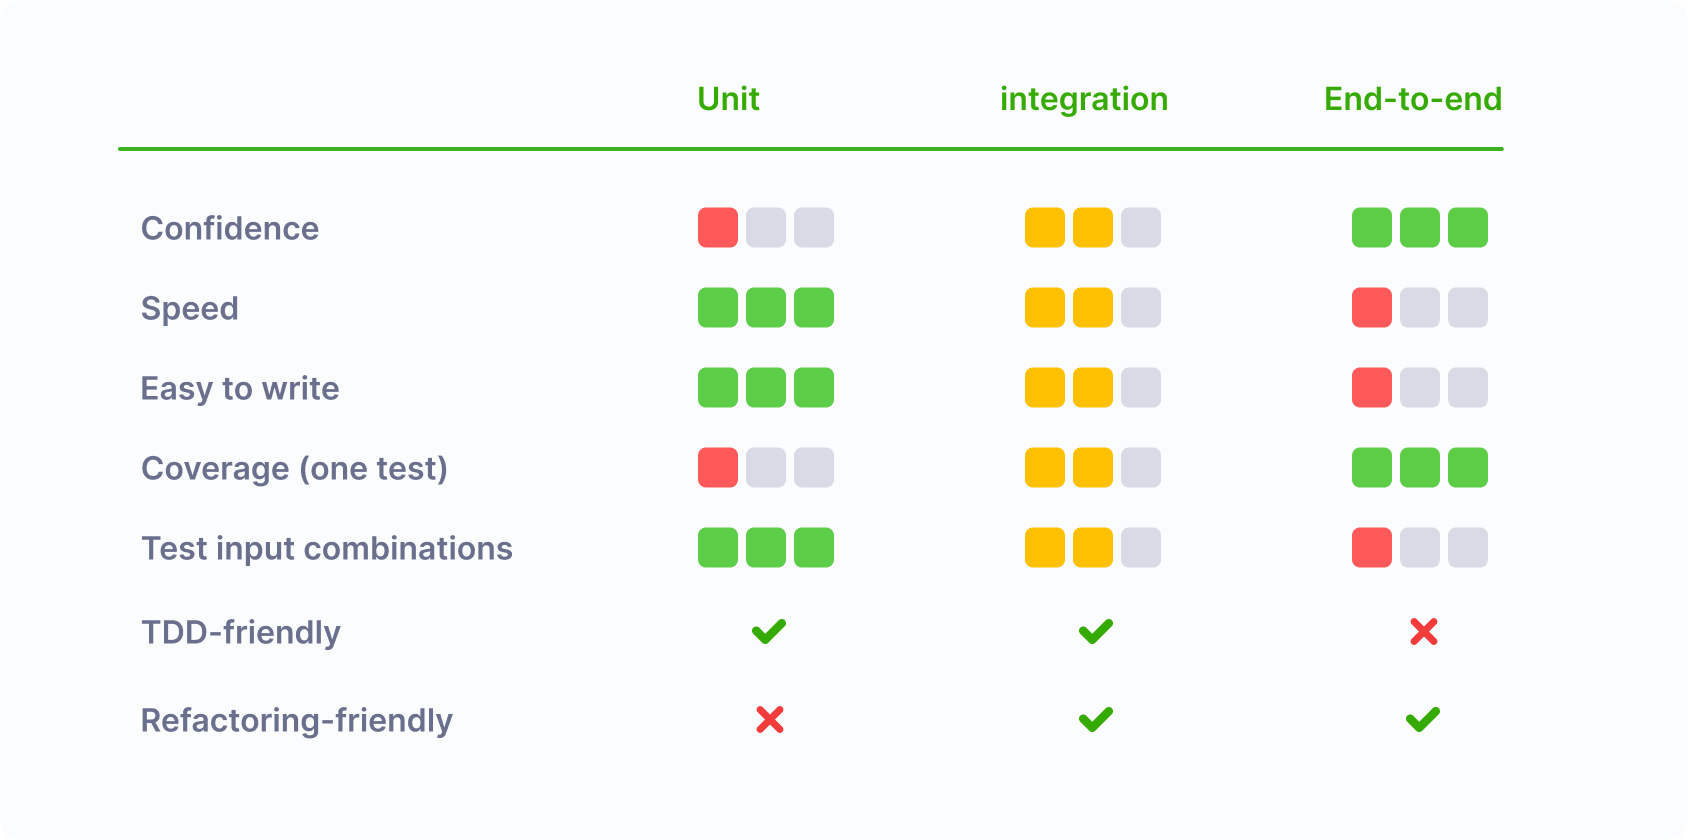 Unit integration End-to-end
Confidence
Speed
Easy to write
Coverage (one test)
Test input combinations
TDD-friendly
Refactoring-friendly